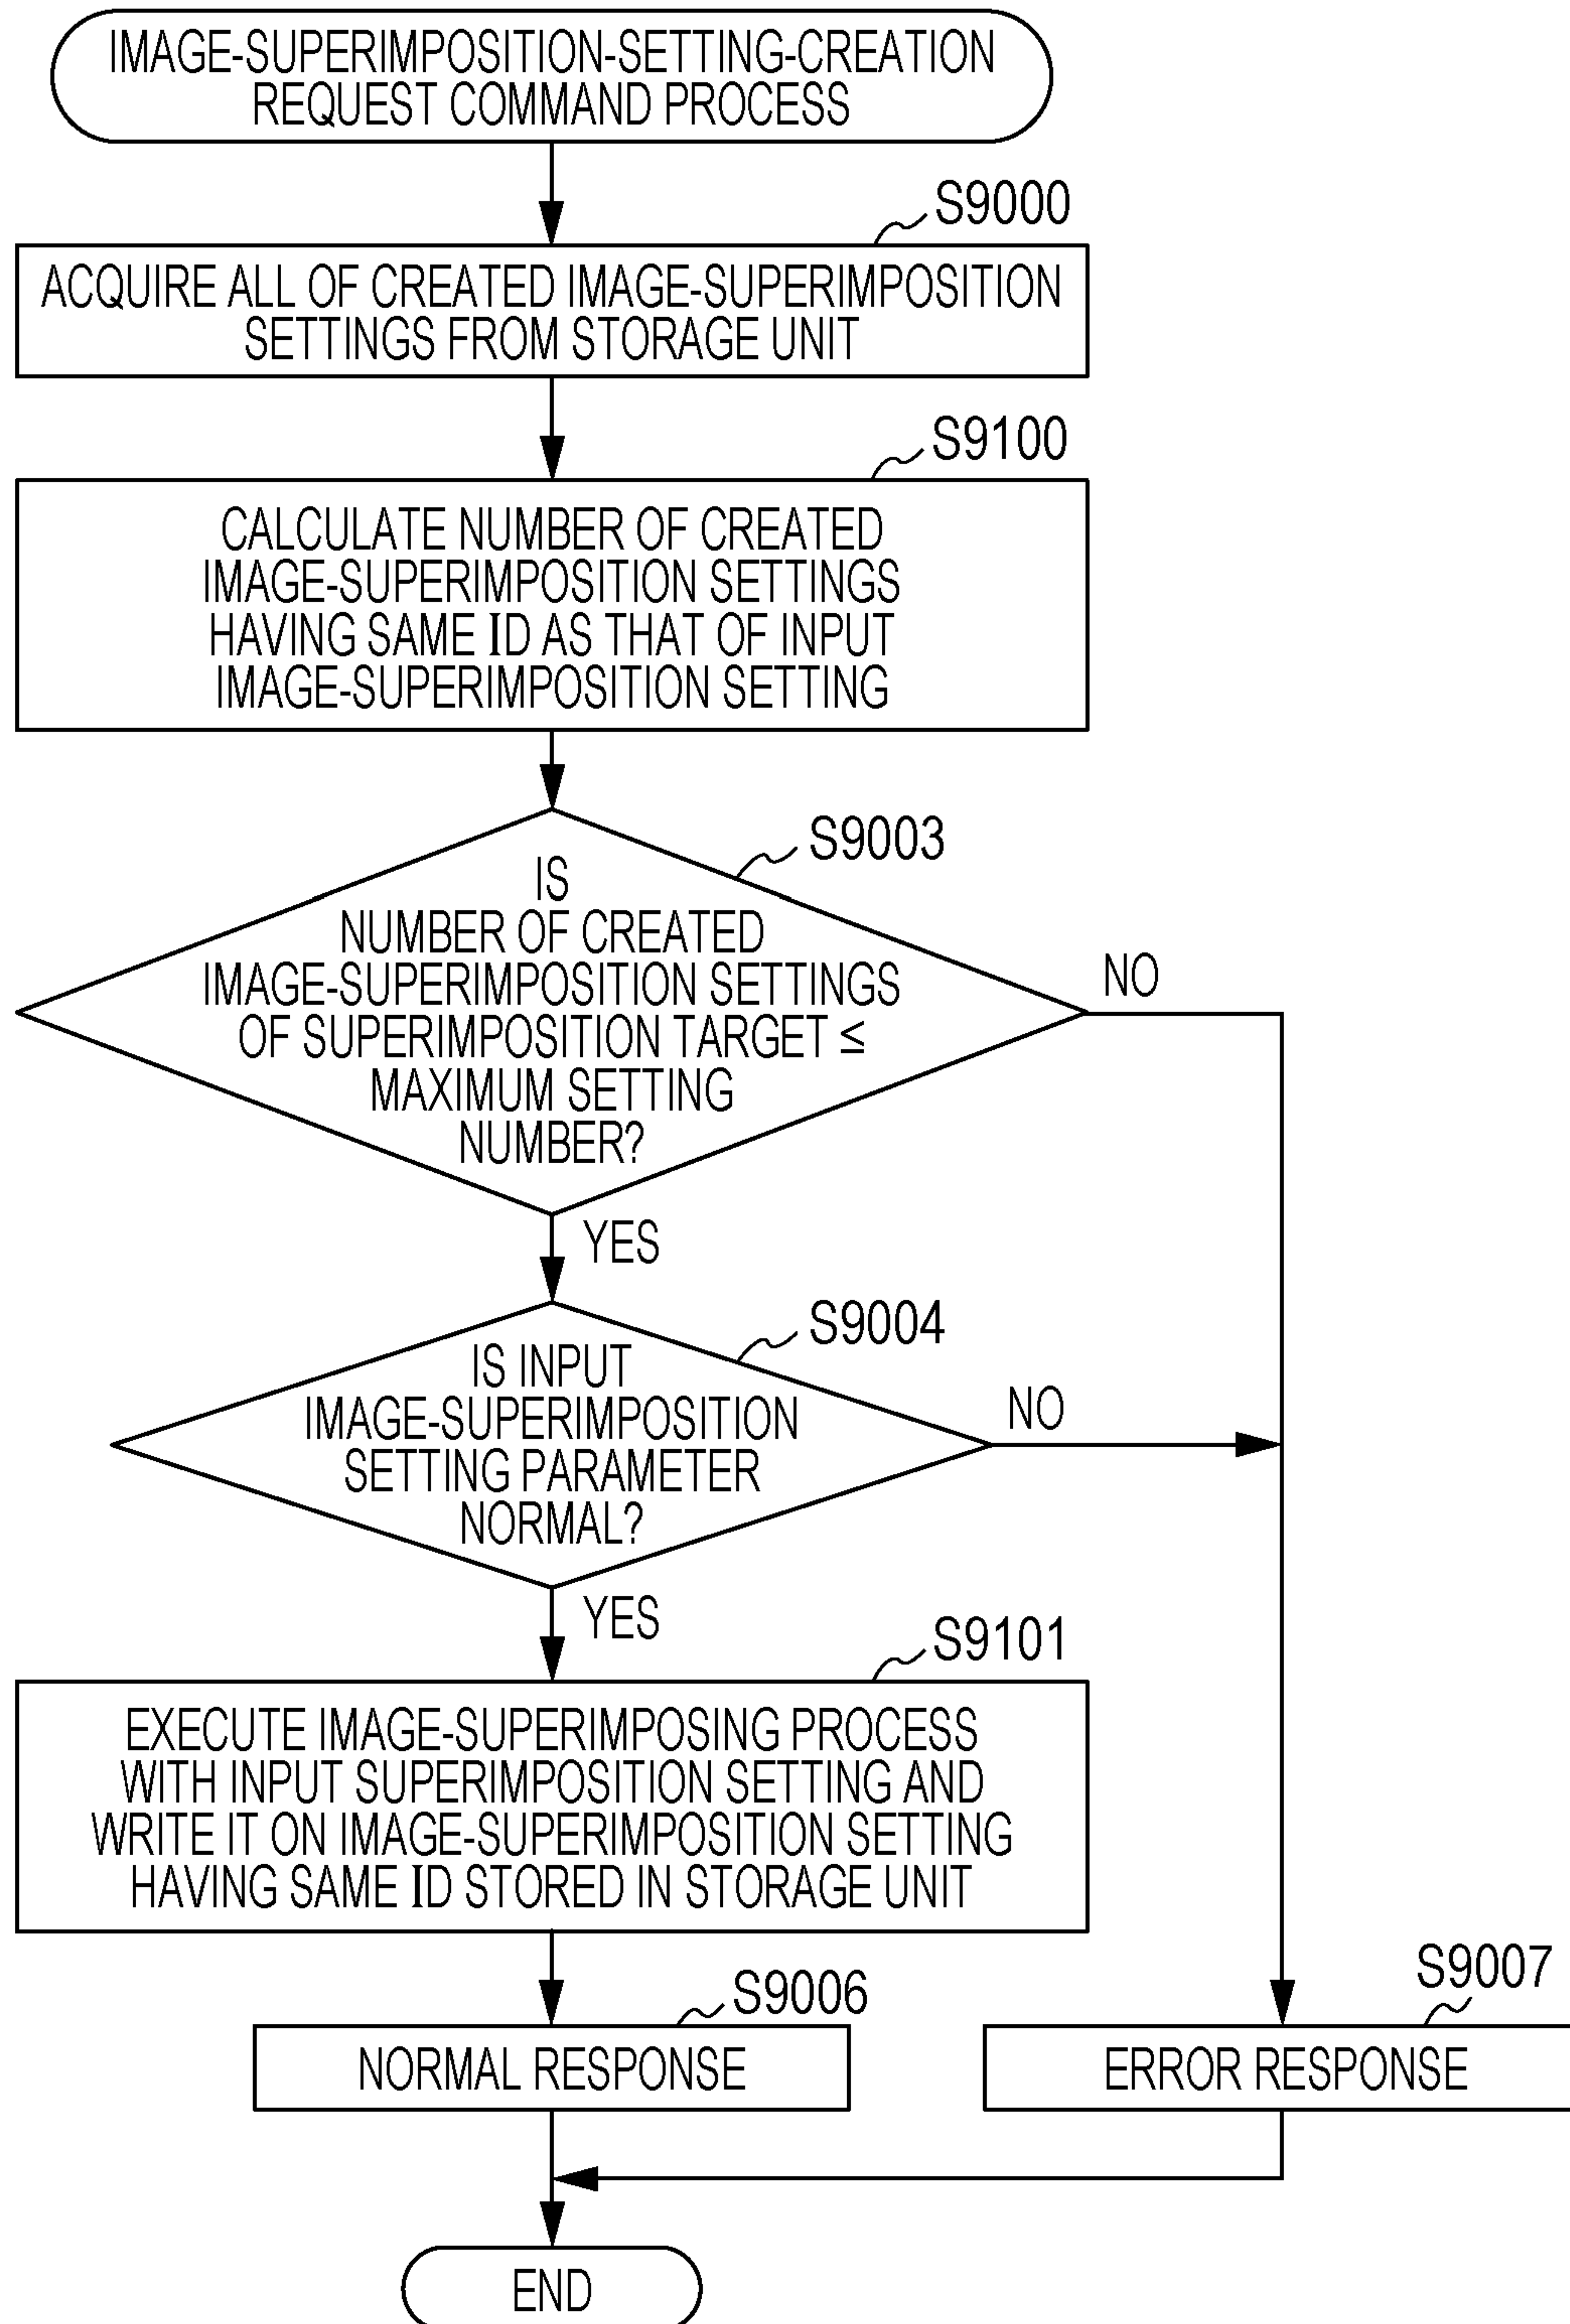 IMAGE-SUPERIMPOSITION-SETTING-CREATION
REQUEST COMMAND PROCESS
S9000
ACQUIRE ALL OF CREATED IMAGE-SUPERIMPOSITION
SETTINGS FROM STORAGE UNIT
S9100
CALCULATE NUMBER OF CREATED
IMAGE-SUPERIMPOSITION SETTINGS
HAVING SAME ID AS THAT OF INPUT
IMAGE-SUPERIMPOSITION SETTING
S9003
IS
NUMBER OF CREATED
IMAGE-SUPERIMPOSITION SETTINGS
OF SUPERIMPOSITION TARGET ≤
MAXIMUM SETTING
NUMBER?
NO
YES
S9004
IS INPUT
IMAGE-SUPERIMPOSITION
SETTING PARAMETER
NORMAL?
NO
YES
S9101
EXECUTE IMAGE-SUPERIMPOSING PROCESS
WITH INPUT SUPERIMPOSITION SETTING AND
WRITE IT ON IMAGE-SUPERIMPOSITION SETTING
HAVING SAME ID STORED IN STORAGE UNIT
S9006
NORMAL RESPONSE
S9007
ERROR RESPONSE
END